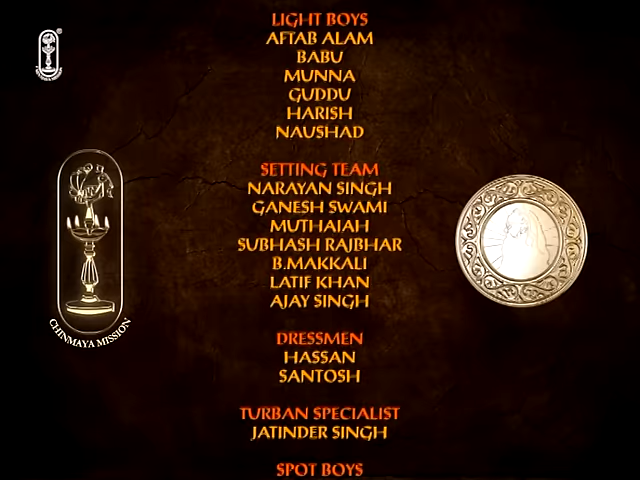 LIGHT BOYS
AFTAB ALAM
BABU
MUNNA
GUDDU
HARISH
NAUSHAD
SETTING TEAM
NARAYAN SINGH
GANESH SWAMI
MUTHAIAH
SUBHASH RAJBHAR
B.MAKKALI
LATIF KHAN
AJAY SINGH
DRESSMEN
HASSAN
SANTOSH
TURBAN SPECIALIST
JATINDER SINGH
SPOT BOYS
CHINMAYA MISSION